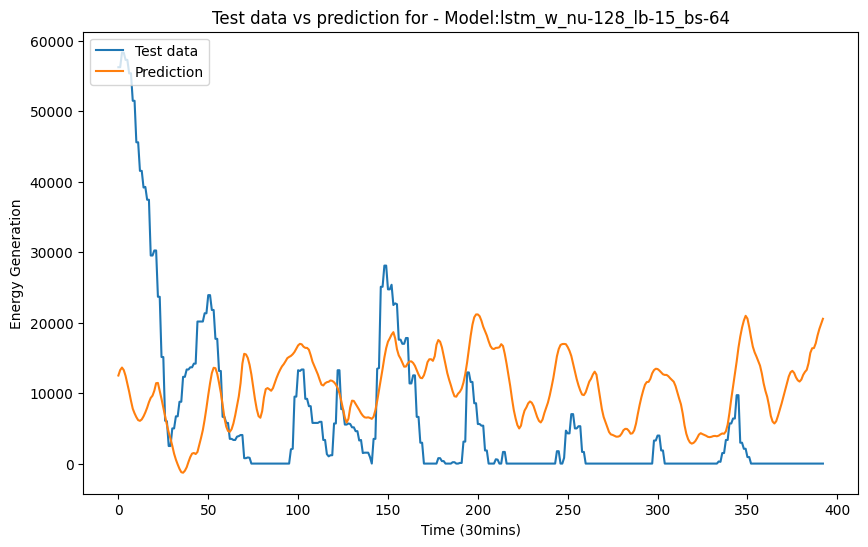 Test data vs prediction for - Model:lstm_w_nu-128_lb-15_bs-64
Test data
Prediction
Energy Generation
60000
50000
40000
30000
20000
10000
0
0 50 100 150 200 250 300 350 400
Time (30mins)